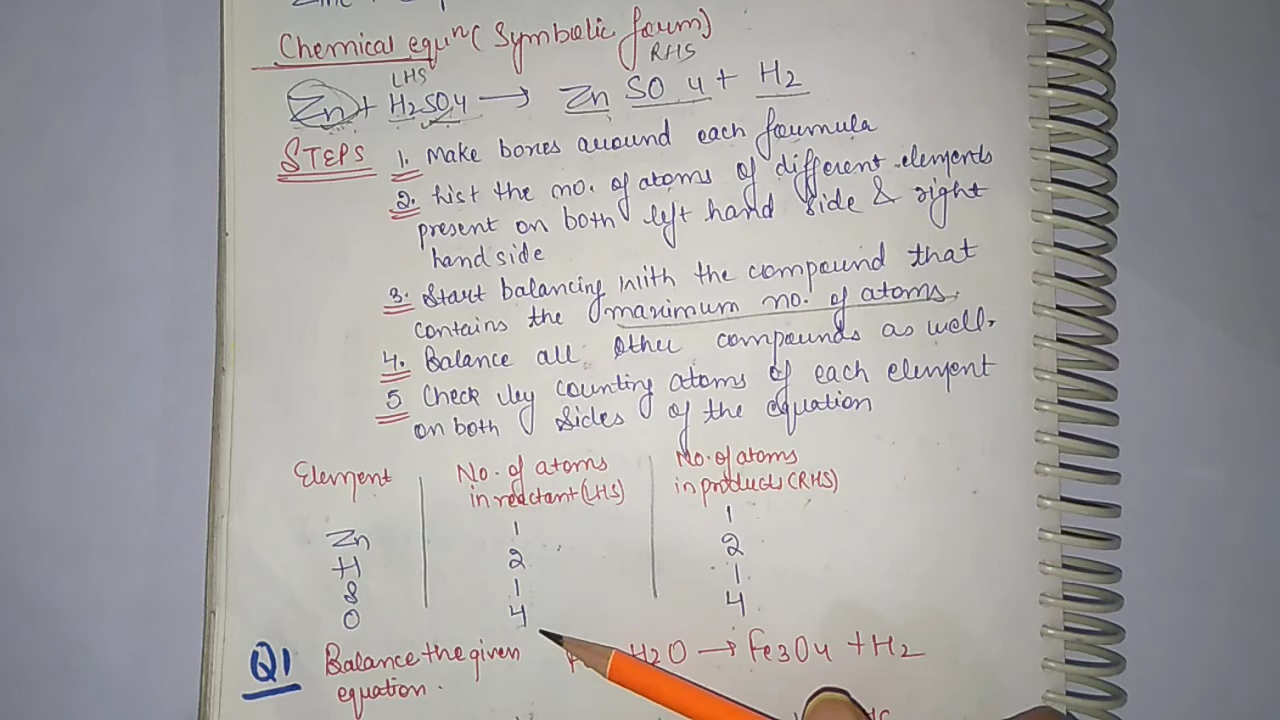 Chemical equⁿ ( Symbolic form)
LHS RHS
Zn + H2SO4 → Zn SO 4 + H2
STEPS 1. Make boxes around each formula
2. List the no. of atoms of different elements
present on both left hand side & right
hand side
3. Start balancing with the compound that
contains the maximum no. of atoms.
4. Balance all other compounds as well.
5 Check by counting atoms of each element
on both sides of the equation
Element No. of atoms in reactant (LHS) No. of atoms in products (RHS)
Zn 1 1
H 2 2
S 1 1
O 4 4
Q1 Balance the given H2O → Fe3O4 + H2
equation.